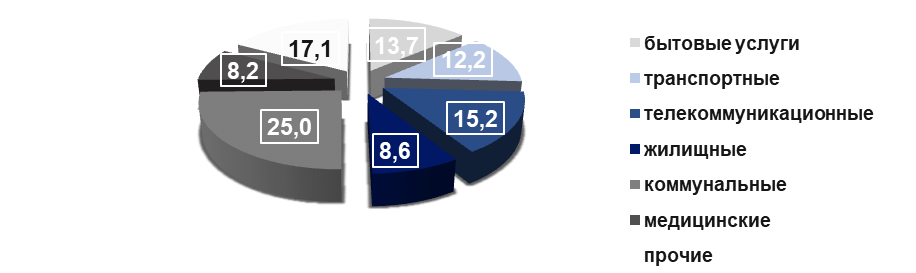 17,1
13,7
12,2
8,2
15,2
25,0
8,6
бытовые услуги
транспортные
телекоммуникационные
жилищные
коммунальные
медицинские
прочие